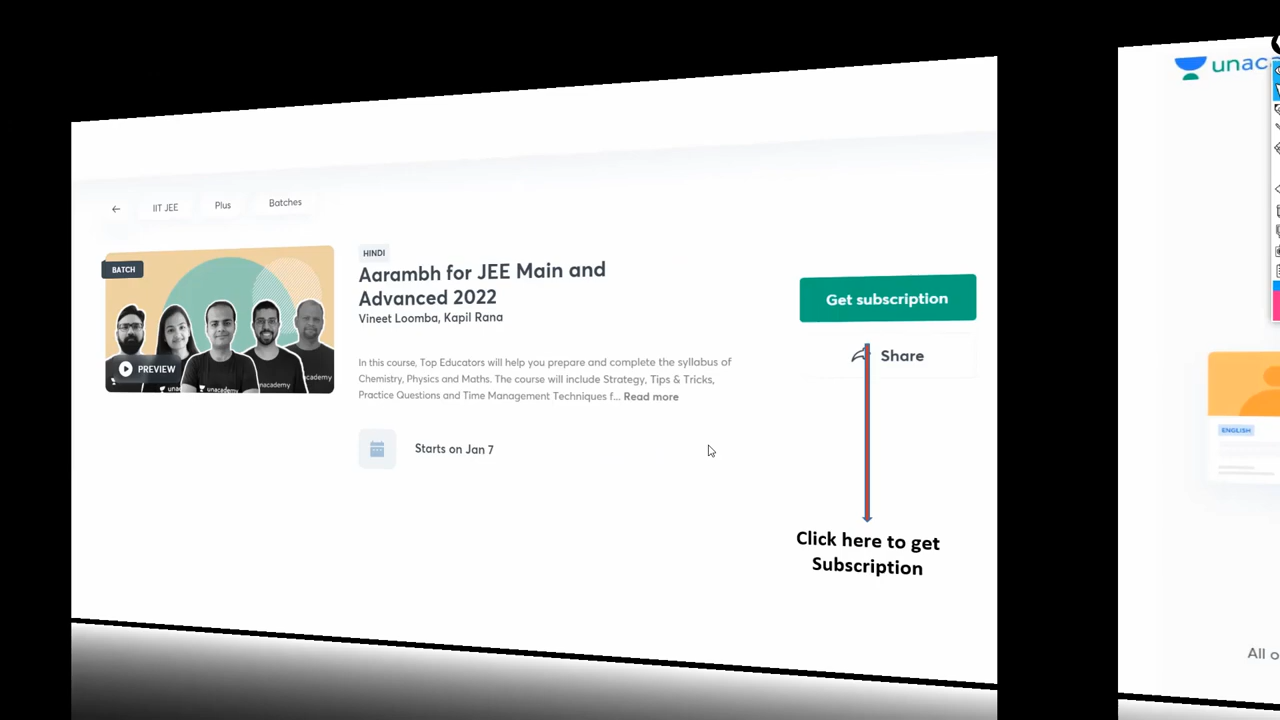 IIT JEE
Plus
Batches
BATCH
PREVIEW
unacademy
HINDI
Aarambh for JEE Main and
Advanced 2022
Vineet Loomba, Kapil Rana
In this course, Top Educators will help you prepare and complete the syllabus of
Chemistry, Physics and Maths. The course will include Strategy, Tips & Tricks,
Practice Questions and Time Management Techniques f... Read more
Starts on Jan 7
Get subscription
Share
Click here to get
Subscription
unac
ENGLISH
All o